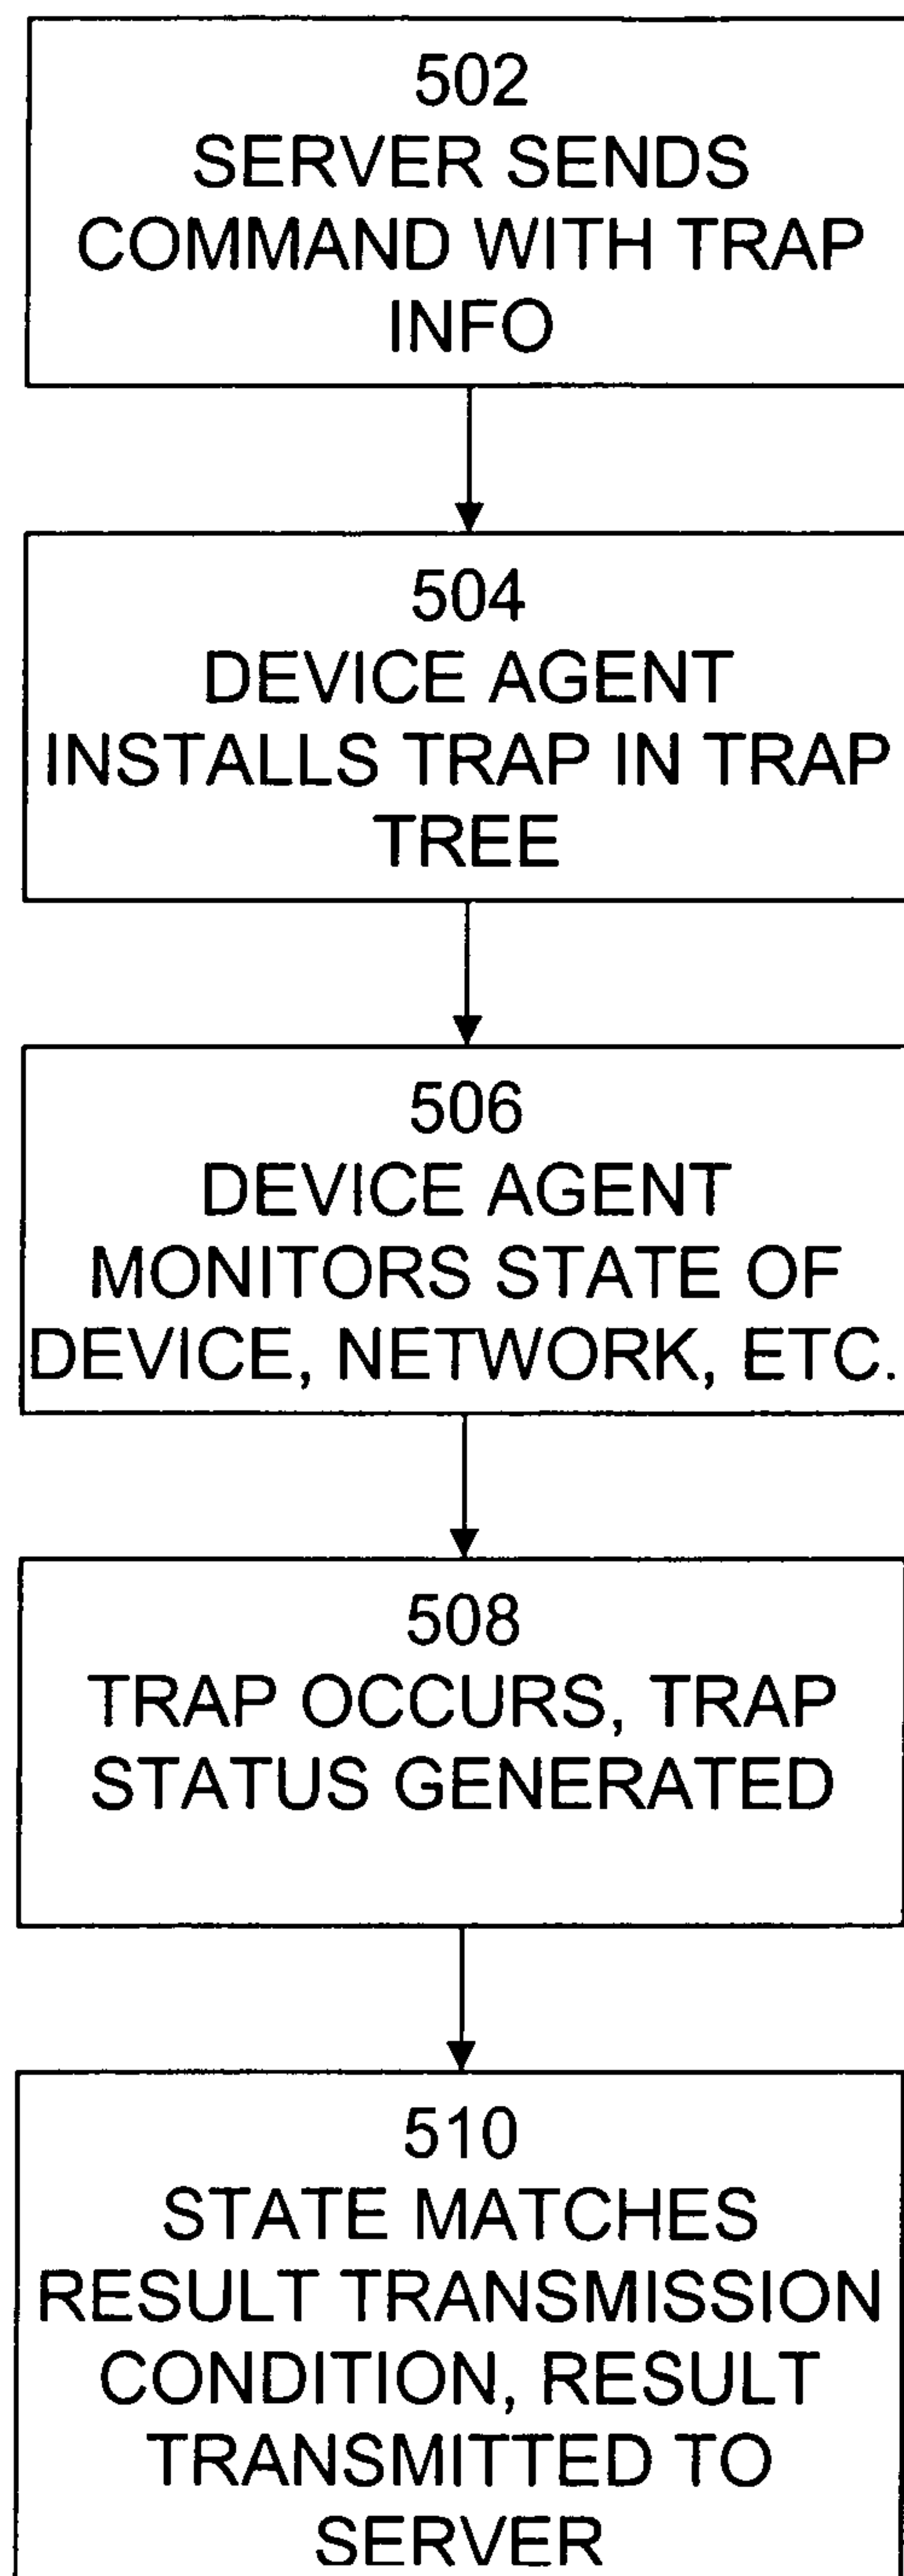 502
SERVER SENDS
COMMAND WITH TRAP
INFO
504
DEVICE AGENT
INSTALLS TRAP IN TRAP
TREE
506
DEVICE AGENT
MONITORS STATE OF
DEVICE, NETWORK, ETC.
508
TRAP OCCURS, TRAP
STATUS GENERATED
510
STATE MATCHES
RESULT TRANSMISSION
CONDITION, RESULT
TRANSMITTED TO
SERVER